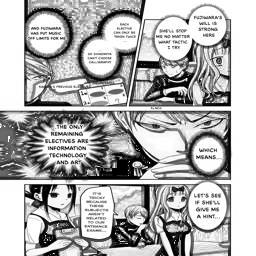 FUJIWARA'S
WILL IS
STRONG
HERE
SHE'LL STOP
ME NO
MATTER WHAT
TACTIC
I TRY
EACH
ELECTIVE
CAN ONLY BE
TAKEN TWICE
SO SHINOMIYA
CAN'T CHOOSE
CALLIGRAPHY
AND FUJIWARA
HAS PUT MUSIC
OFF LIMITS FOR ME
WHICH
MEANS...
THE ONLY
REMAINING
ELECTIVES ARE
INFORMATION
TECHNOLOGY
AND ART
LET'S SEE
IF SHE'LL
GIVE ME
A HINT...
IT'S TRICKY
BECAUSE
THESE
SUBJECTS
AREN'T
RELATED
TO OUR
ENTRANCE
EXAMS...